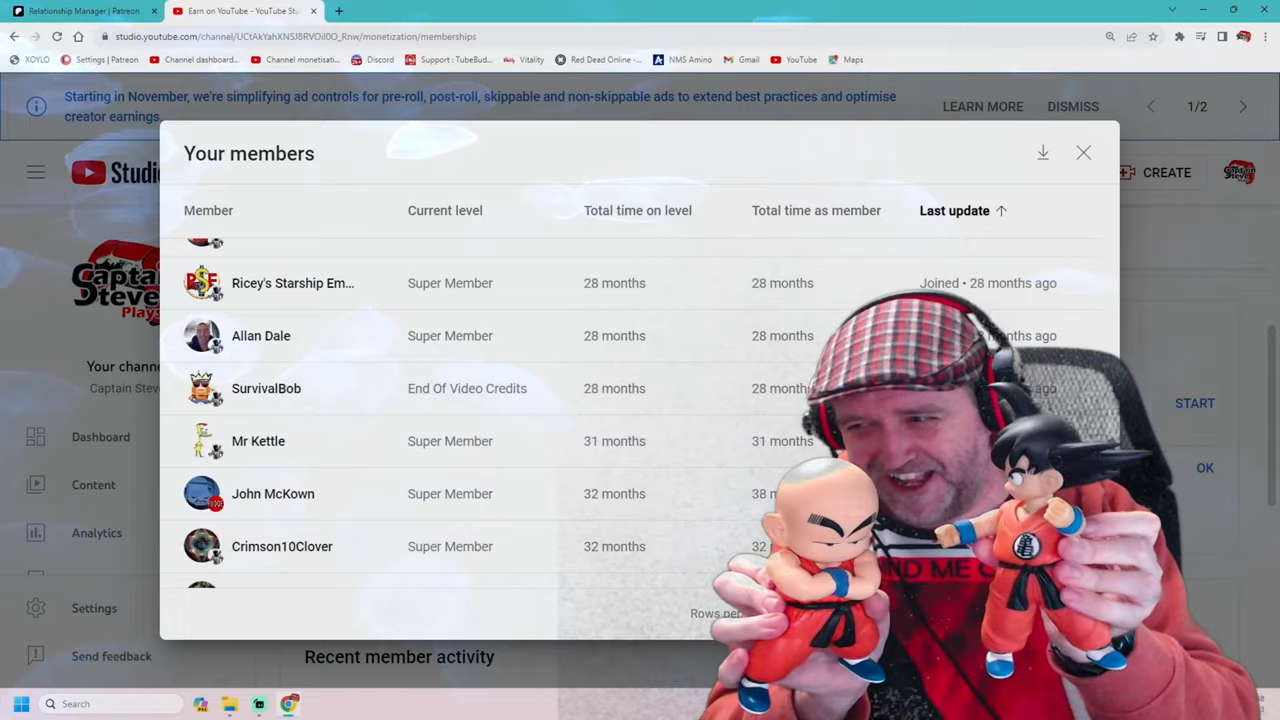 Relationship Manager | Patreon
Earn on YouTube - YouTube Stu
studio.youtube.com/channel/UCtAkYahXNSJ8RVOil0O_Rnw/monetization/memberships
XOYLO
Settings | Patreon
Channel dashboard...
Channel monetisati...
Discord
Support : TubeBud...
Vitality
Red Dead Online -...
NMS Amino
Gmail
YouTube
Maps
Starting in November, we're simplifying ad controls for pre-roll, post-roll, skippable and non-skippable ads to extend best practices and optimise
creator earnings.
LEARN MORE
DISMISS
1/2
Studi
CREATE
Your members
Member Current level Total time on level Total time as member Last update
Ricey's Starship Em... Super Member 28 months 28 months Joined • 28 months ago
Allan Dale Super Member 28 months 28 months months ago
SurvivalBob End Of Video Credits 28 months 28 month ago
Mr Kettle Super Member 31 months 31 months
John McKown Super Member 32 months 38 m
Crimson10Clover Super Member 32 months 32
Rows per
Captain
Steve
Plays
Your chann
Captain Stev
Dashboard
Content
Analytics
Settings
Send feedback
START
OK
Recent member activity
Search